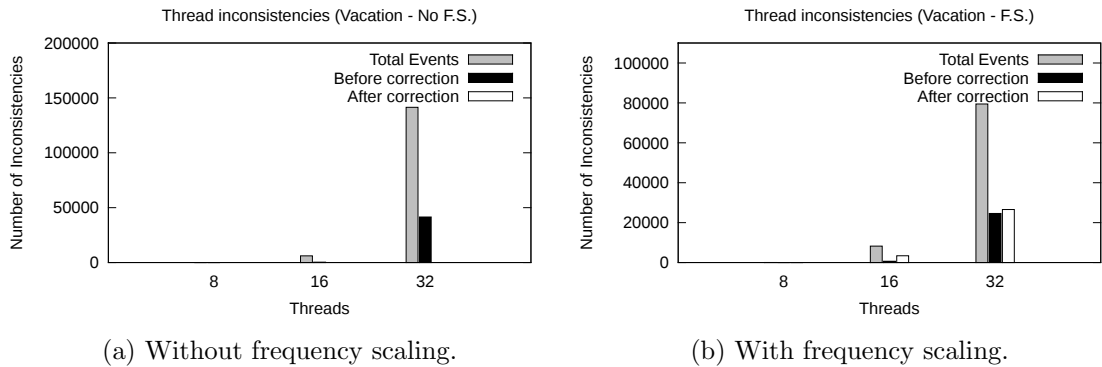 Thread inconsistencies (Vacation - No F.S.)
Number of Inconsistencies
200000
150000
100000
50000
0
Total Events
Before correction
After correction
8 16 32
Threads
(a) Without frequency scaling.
Thread inconsistencies (Vacation - F.S.)
Number of Inconsistencies
100000
80000
60000
40000
20000
0
Total Events
Before correction
After correction
8 16 32
Threads
(b) With frequency scaling.